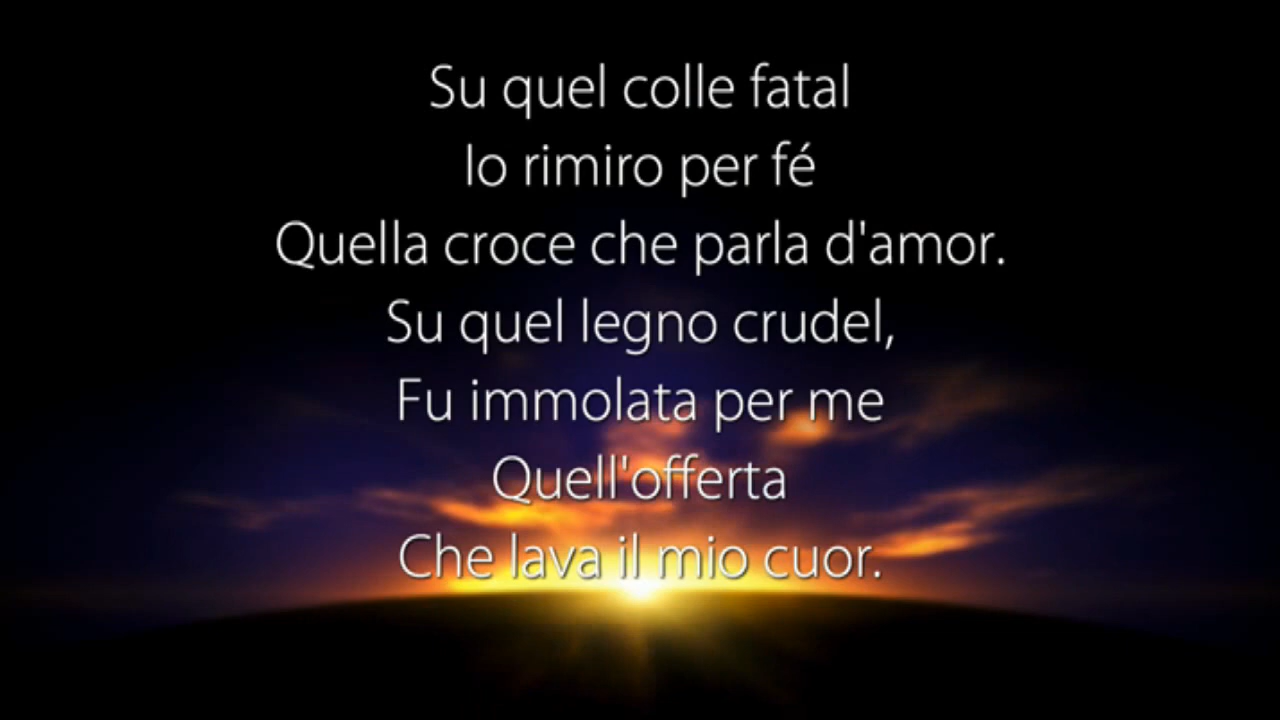 Su quel colle fatal
Io rimiro per fé
Quella croce che parla d'amor.
Su quel legno crudel,
Fu immolata per me
Quell'offerta
Che lava il mio cuor.